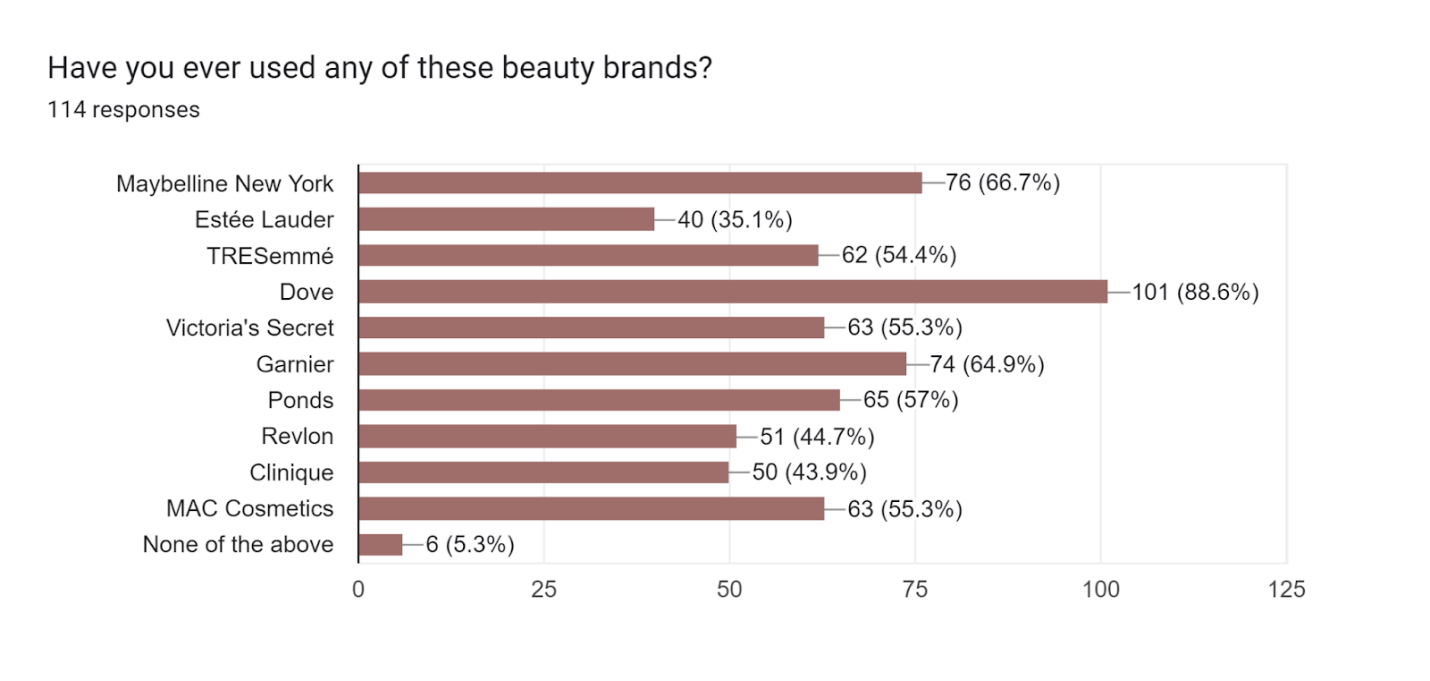 Have you ever used any of these beauty brands?
114 responses
Maybelline New York 76 (66.7%)
Estée Lauder 40 (35.1%)
TRESemmé 62 (54.4%)
Dove 101 (88.6%)
Victoria's Secret 63 (55.3%)
Garnier 74 (64.9%)
Ponds 65 (57%)
Revlon 51 (44.7%)
Clinique 50 (43.9%)
MAC Cosmetics 63 (55.3%)
None of the above 6 (5.3%)
0 25 50 75 100 125